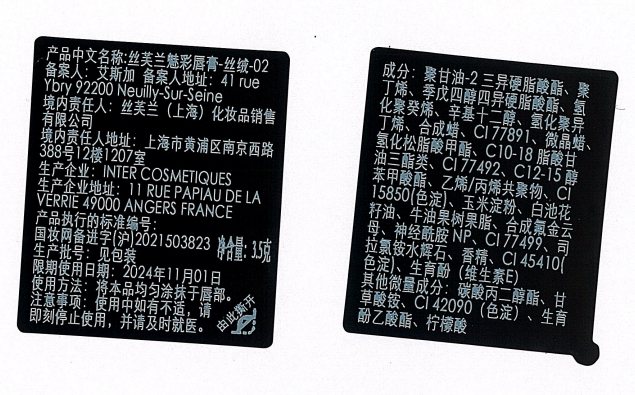 产品中文名称:丝芙兰魅彩唇膏-丝绒-02
备案人：艾斯加 备案人地址：41 rue
Ybry 92200 Neuilly-Sur-Seine
境内责任人：丝芙兰（上海）化妆品销售
有限公司
境内责任人地址：上海市黄浦区南京西路
388号12楼1207室
生产企业：INTER COSMETIQUES
生产企业地址：11 RUE PAPIAU DE LA
VERRIE 49000 ANGERS FRANCE
产品执行的标准编号：
国妆网备进字(沪)2021503823 净含量：3.5克
生产批号：见包装
限期使用日期：2024年11月01日
使用方法：将本品均匀涂抹于唇部。
注意事项：使用中如有不适，请
即刻停止使用，并请及时就医。
由此撕开
成分：聚甘油-2 三异硬脂酸酯、聚
丁烯、季戊四醇四异硬脂酸酯、氢
化聚癸烯、辛基十二醇、氢化聚异
丁烯、合成蜡、CI 77891、微晶蜡、
氢化松脂酸甲酯、C10-18 脂酸甘
油三酯类、CI 77492、C12-15 醇
苯甲酸酯、乙烯/丙烯共聚物、CI
15850(色淀)、玉米淀粉、白池花
籽油、牛油果树果脂、合成氟金云
母、神经酰胺 NP、CI 77499、司
拉氯铵水辉石、香精、CI 45410(
色淀)、生育酚（维生素E）
其他微量成分：碳酸丙二醇酯、甘
草酸铵、CI 42090（色淀）、生育
酚乙酸酯、柠檬酸